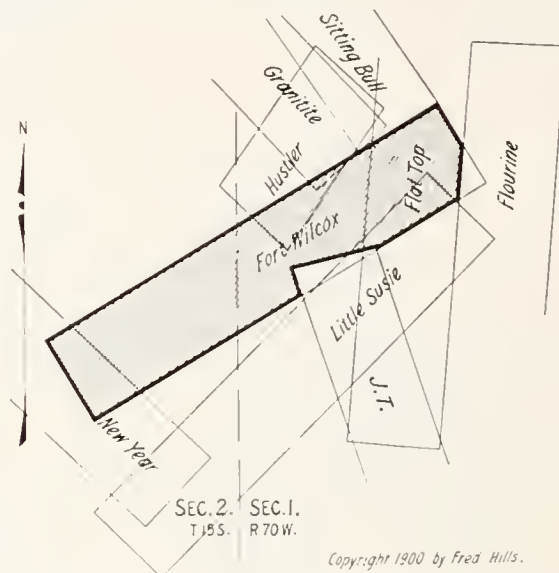 N
Sitting Bull
Granitite
Hustler
Flat Top
Flourine
Ford Wilcox
Little Susie
J.T.
New Year
SEC. 2. SEC. 1.
T 15 S. R 70 W.
Copyright 1900 by Fred Hills.